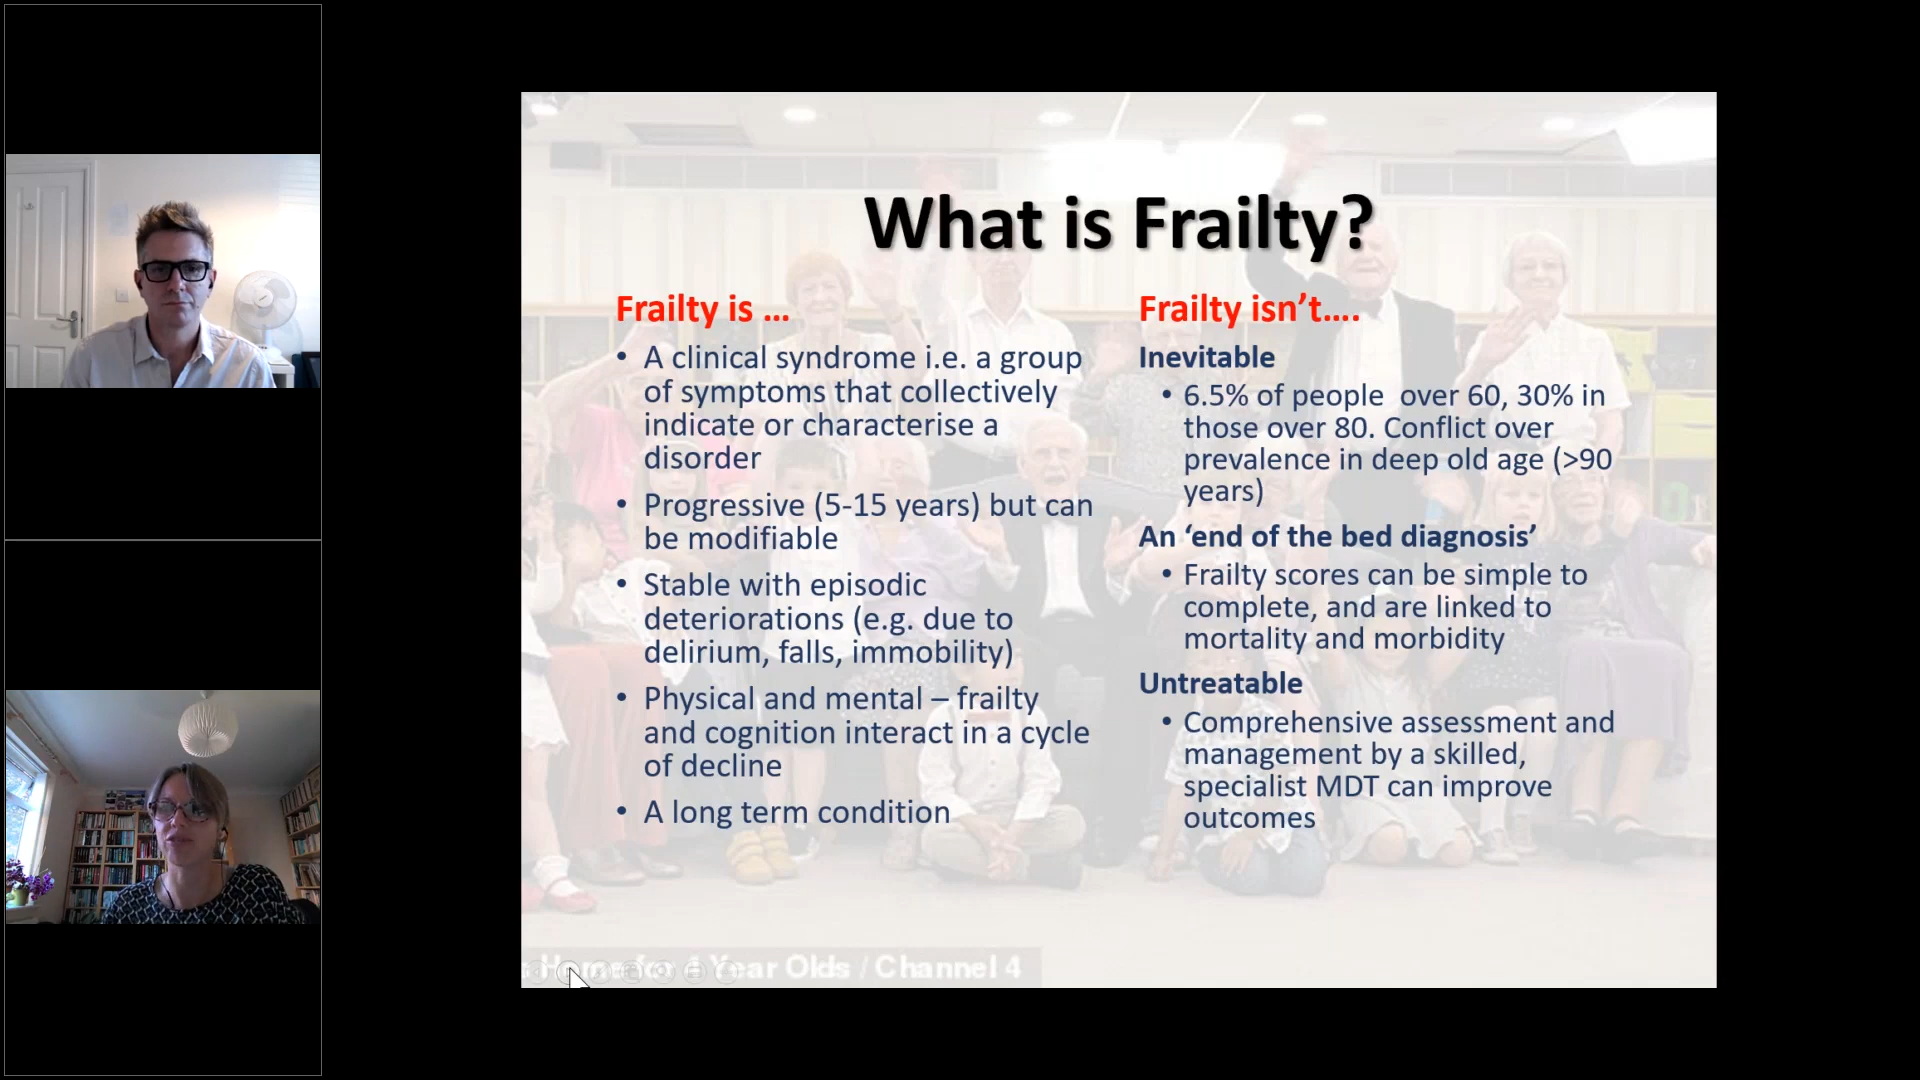 What is Frailty?
Frailty is ...
• A clinical syndrome i.e. a group
of symptoms that collectively
indicate or characterise a
disorder
• Progressive (5-15 years) but can
be modifiable
• Stable with episodic
deteriorations (e.g. due to
delirium, falls, immobility)
• Physical and mental – frailty
and cognition interact in a cycle
of decline
• A long term condition
Frailty isn’t....
Inevitable
• 6.5% of people  over 60, 30% in
those over 80. Conflict over
prevalence in deep old age (>90
years)
An ‘end of the bed diagnosis’
• Frailty scores can be simple to
complete, and are linked to
mortality and morbidity
Untreatable
• Comprehensive assessment and
management by a skilled,
specialist MDT can improve
outcomes
Year Olds / Channel 4